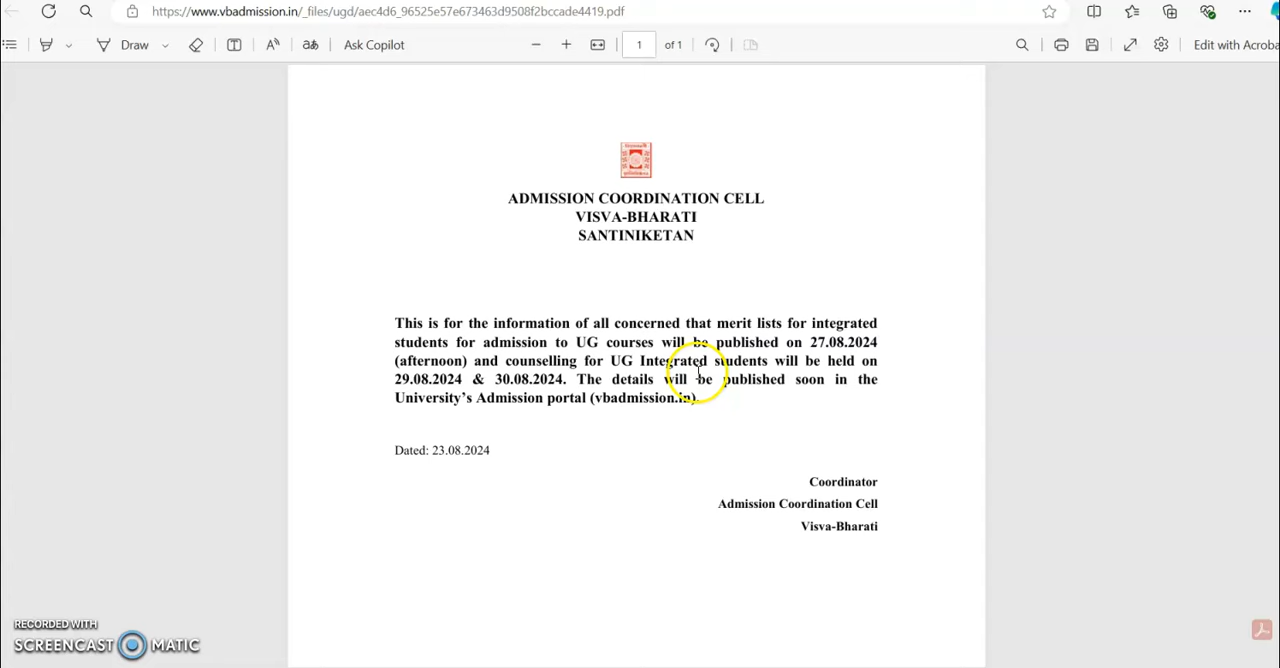 https://www.vbadmission.in/_files/ugd/aec4d6_96525e57e673463d9508f2bccade4419.pdf
Draw
Ask Copilot
1 of 1
Edit with Acroba
ADMISSION COORDINATION CELL
VISVA-BHARATI
SANTINIKETAN
This is for the information of all concerned that merit lists for integrated
students for admission to UG courses will be published on 27.08.2024
(afternoon) and counselling for UG Integrated students will be held on
29.08.2024 & 30.08.2024. The details will be published soon in the
University's Admission portal (vbadmission.in).
Dated: 23.08.2024
Coordinator
Admission Coordination Cell
Visva-Bharati
RECORDED WITH
SCREENCAST MATIC